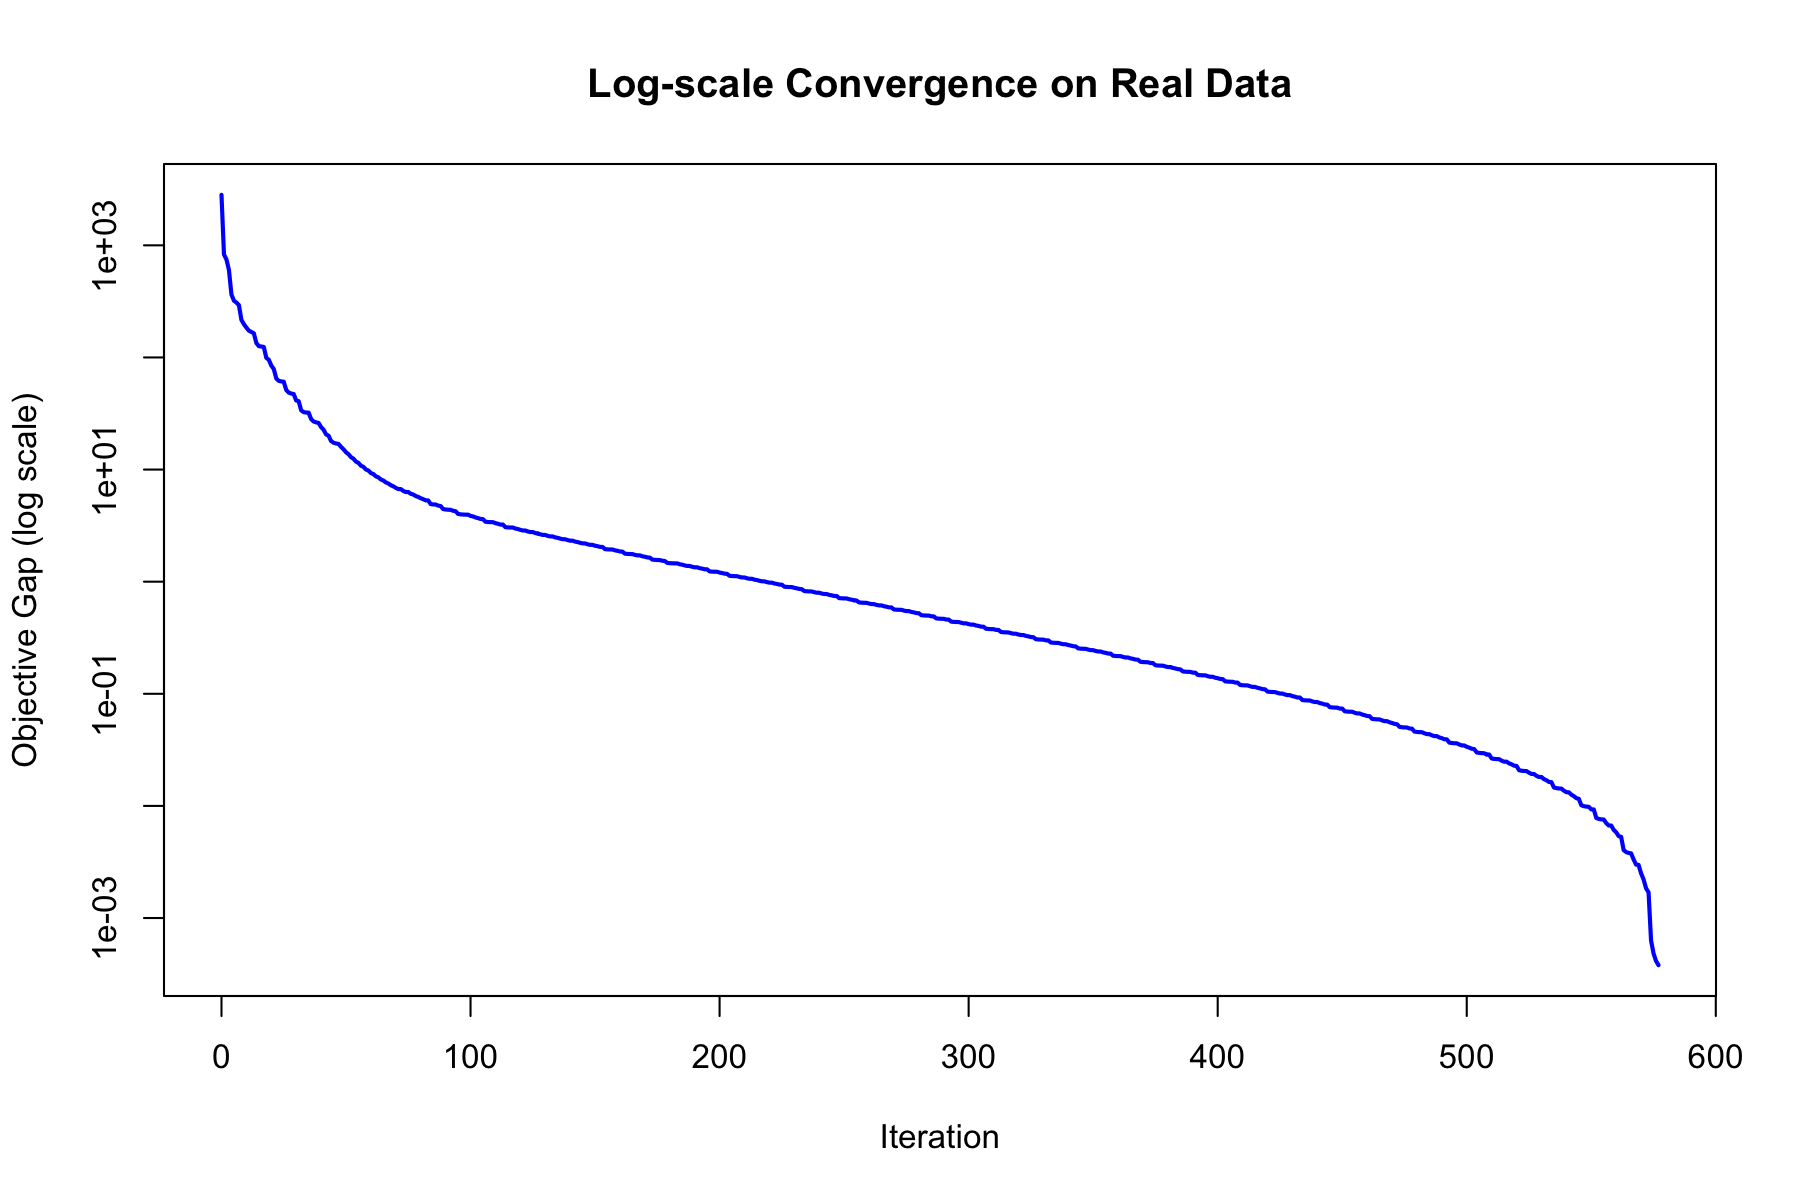 Log-scale Convergence on Real Data
Objective Gap (log scale)
1e+03
1e+01
1e-01
1e-03
0 100 200 300 400 500 600
Iteration